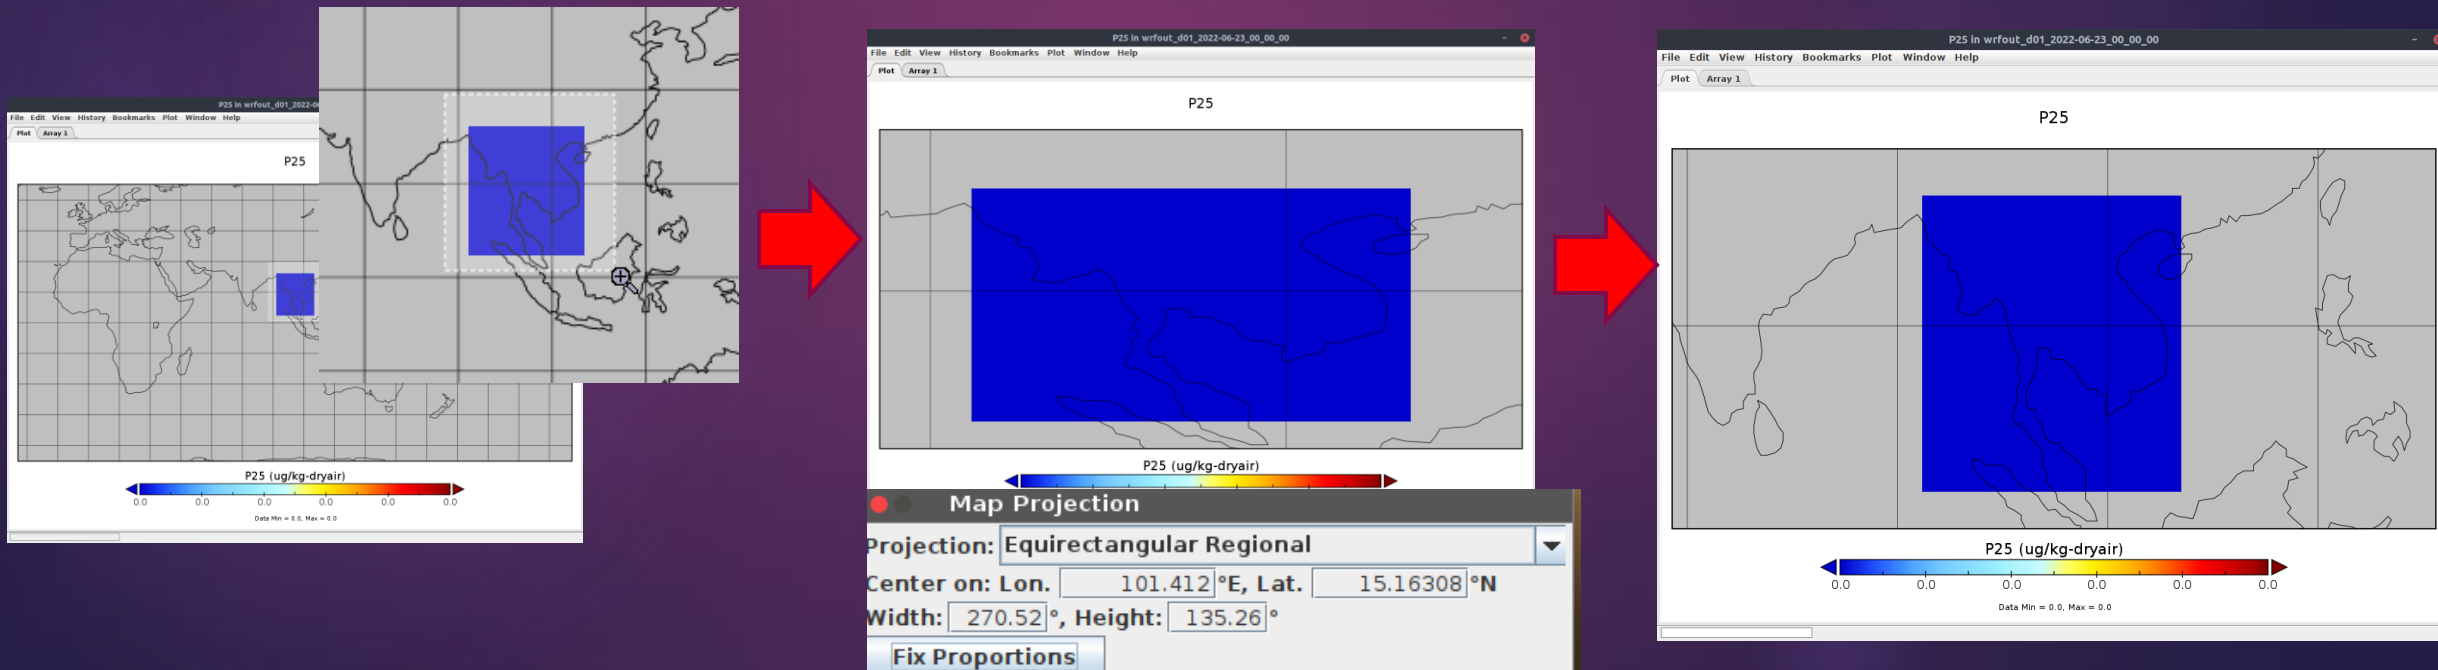 P25 in wrfout_d01_2022-0
File Edit View History Bookmarks Plot Window Help
Plot Array 1
P25
P25 (ug/kg-dryair)
0.0 0.0 0.0 0.0 0.0 0.0
Data Min = 0.0, Max = 0.0
P25 in wrfout_d01_2022-06-23_00_00_00
File Edit View History Bookmarks Plot Window Help
Plot Array 1
P25
P25 (ug/kg-dryair)
Map Projection
Projection: Equirectangular Regional
Center on: Lon. 101.412 °E, Lat. 15.16308 °N
Width: 270.52 °, Height: 135.26 °
Fix Proportions
P25 in wrfout_d01_2022-06-23_00_00_00
File Edit View History Bookmarks Plot Window Help
Plot Array 1
P25
P25 (ug/kg-dryair)
0.0 0.0 0.0 0.0 0.0 0.0
Data Min = 0.0, Max = 0.0